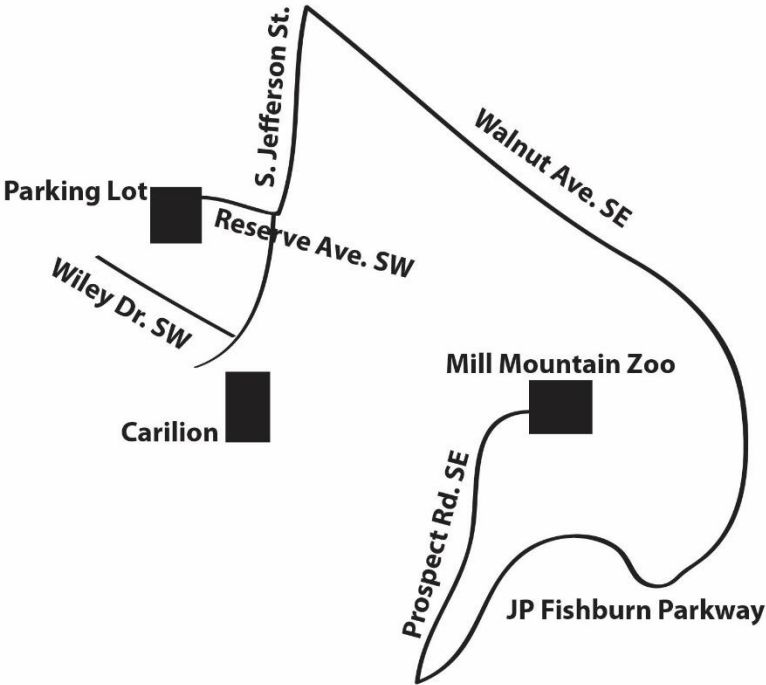 S. Jefferson St.
Walnut Ave. SE
Parking Lot
Reserve Ave. SW
Wiley Dr. SW
Mill Mountain Zoo
Carilion
Prospect Rd. SE
JP Fishburn Parkway